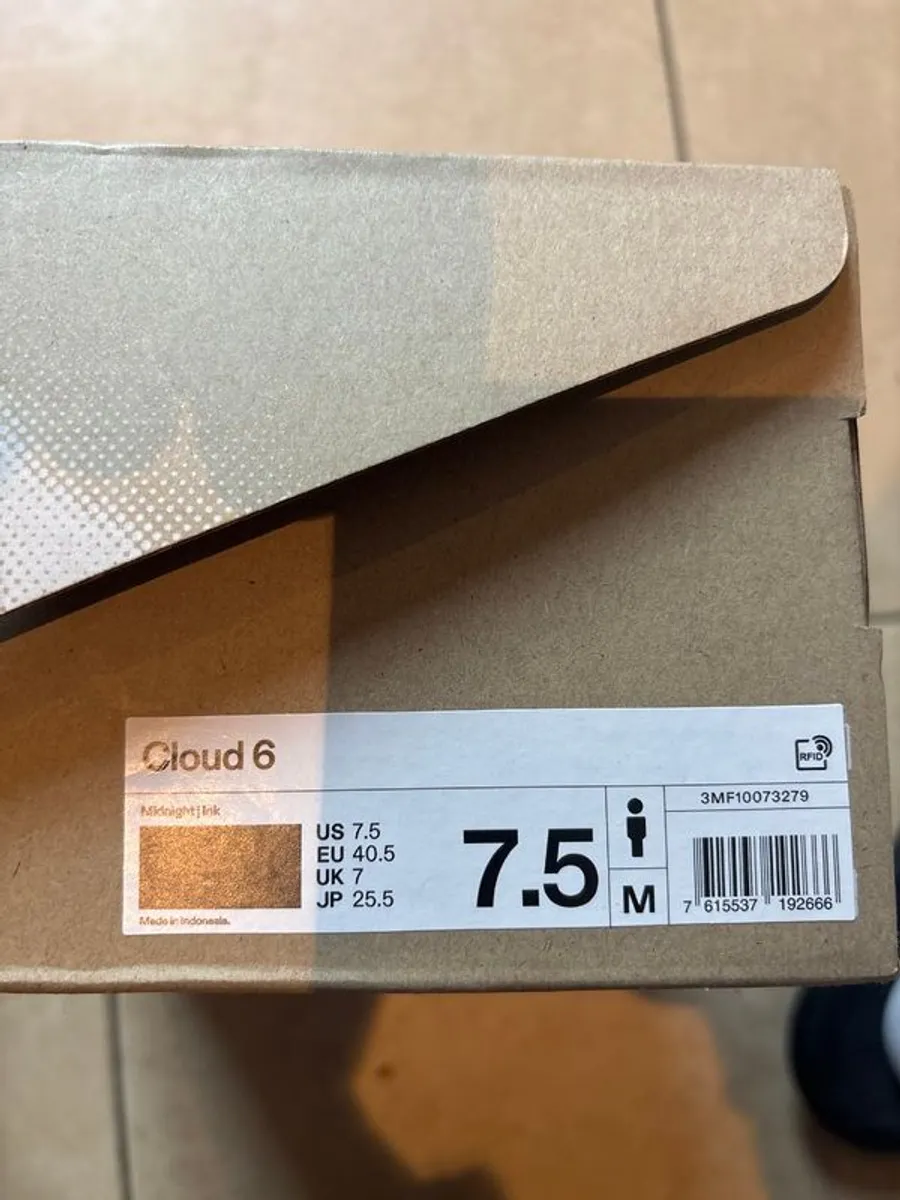 Cloud 6
RFID
Midnight | Ink
US 7.5
EU 40.5
UK 7
JP 25.5
Made in Indonesia.
7.5
M
3MF10073279
7 615537 192666